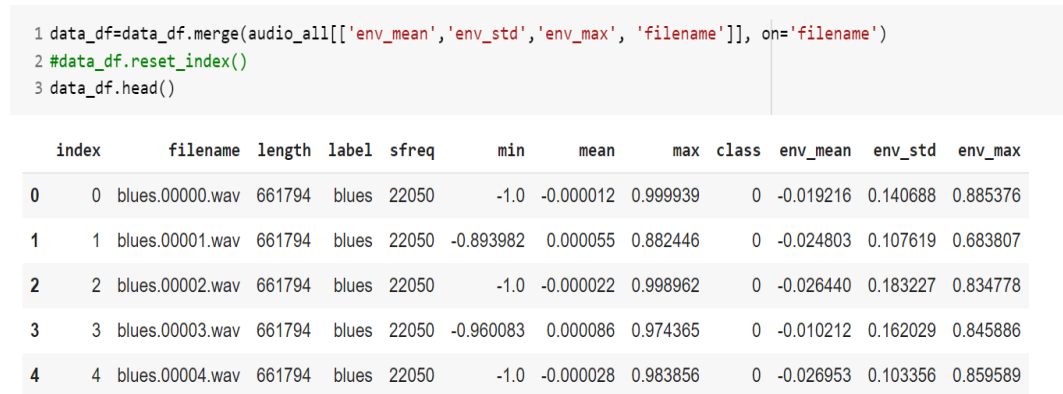 1 data_df=data_df.merge(audio_all[['env_mean','env_std','env_max', 'filename']], on='filename')
2 #data_df.reset_index()
3 data_df.head()
index filename length label sfreq min mean max class env_mean env_std env_max
0 0 blues.00000.wav 661794 blues 22050 -1.0 -0.000012 0.999939 0 -0.019216 0.140688 0.885376
1 1 blues.00001.wav 661794 blues 22050 -0.893982 0.000055 0.882446 0 -0.024803 0.107619 0.683807
2 2 blues.00002.wav 661794 blues 22050 -1.0 -0.000022 0.998962 0 -0.026440 0.183227 0.834778
3 3 blues.00003.wav 661794 blues 22050 -0.960083 0.000086 0.974365 0 -0.010212 0.162029 0.845886
4 4 blues.00004.wav 661794 blues 22050 -1.0 -0.000028 0.983856 0 -0.026953 0.103356 0.859589